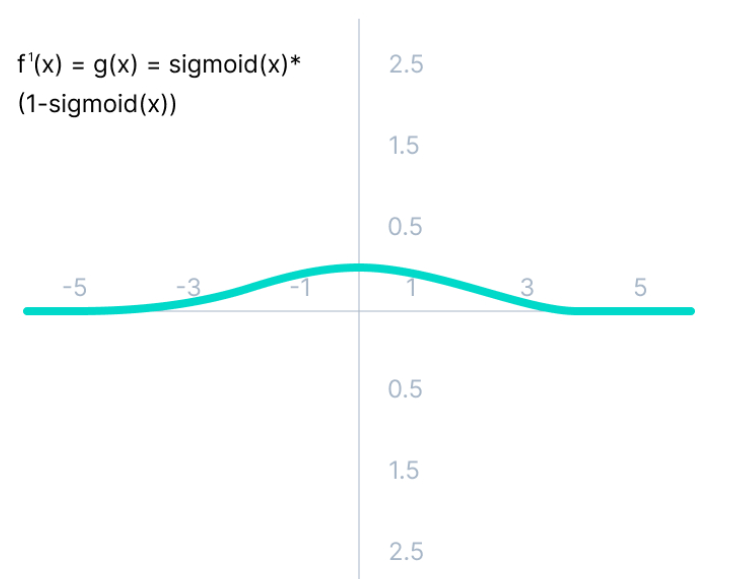 f¹(x) = g(x) = sigmoid(x)*
(1-sigmoid(x))
2.5
1.5
0.5
-5 -3 -1 1 3 5
0.5
1.5
2.5